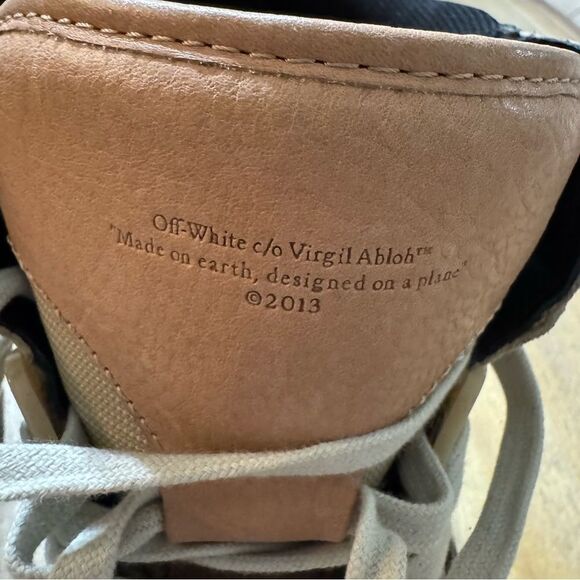 Off-White c/o Virgil Abloh™
"Made on earth, designed on a plane"
©2013